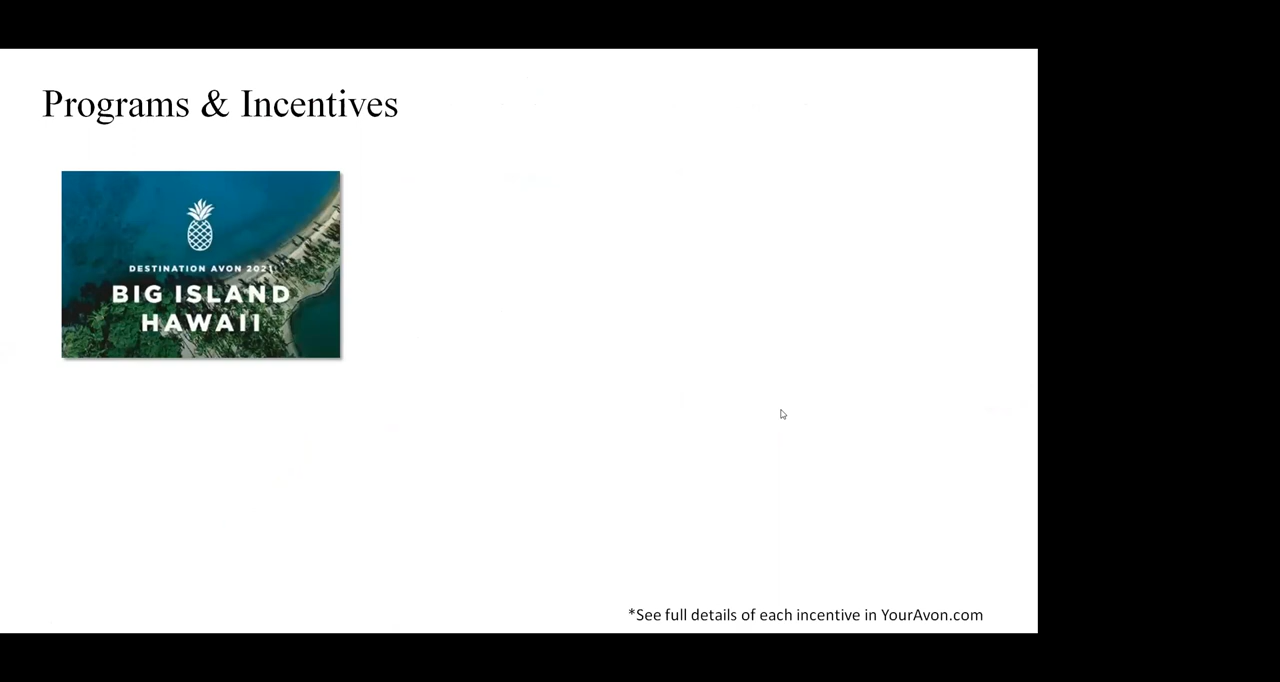 Programs & Incentives
DESTINATION AVON 2021
BIG ISLAND
HAWAII
*See full details of each incentive in YourAvon.com